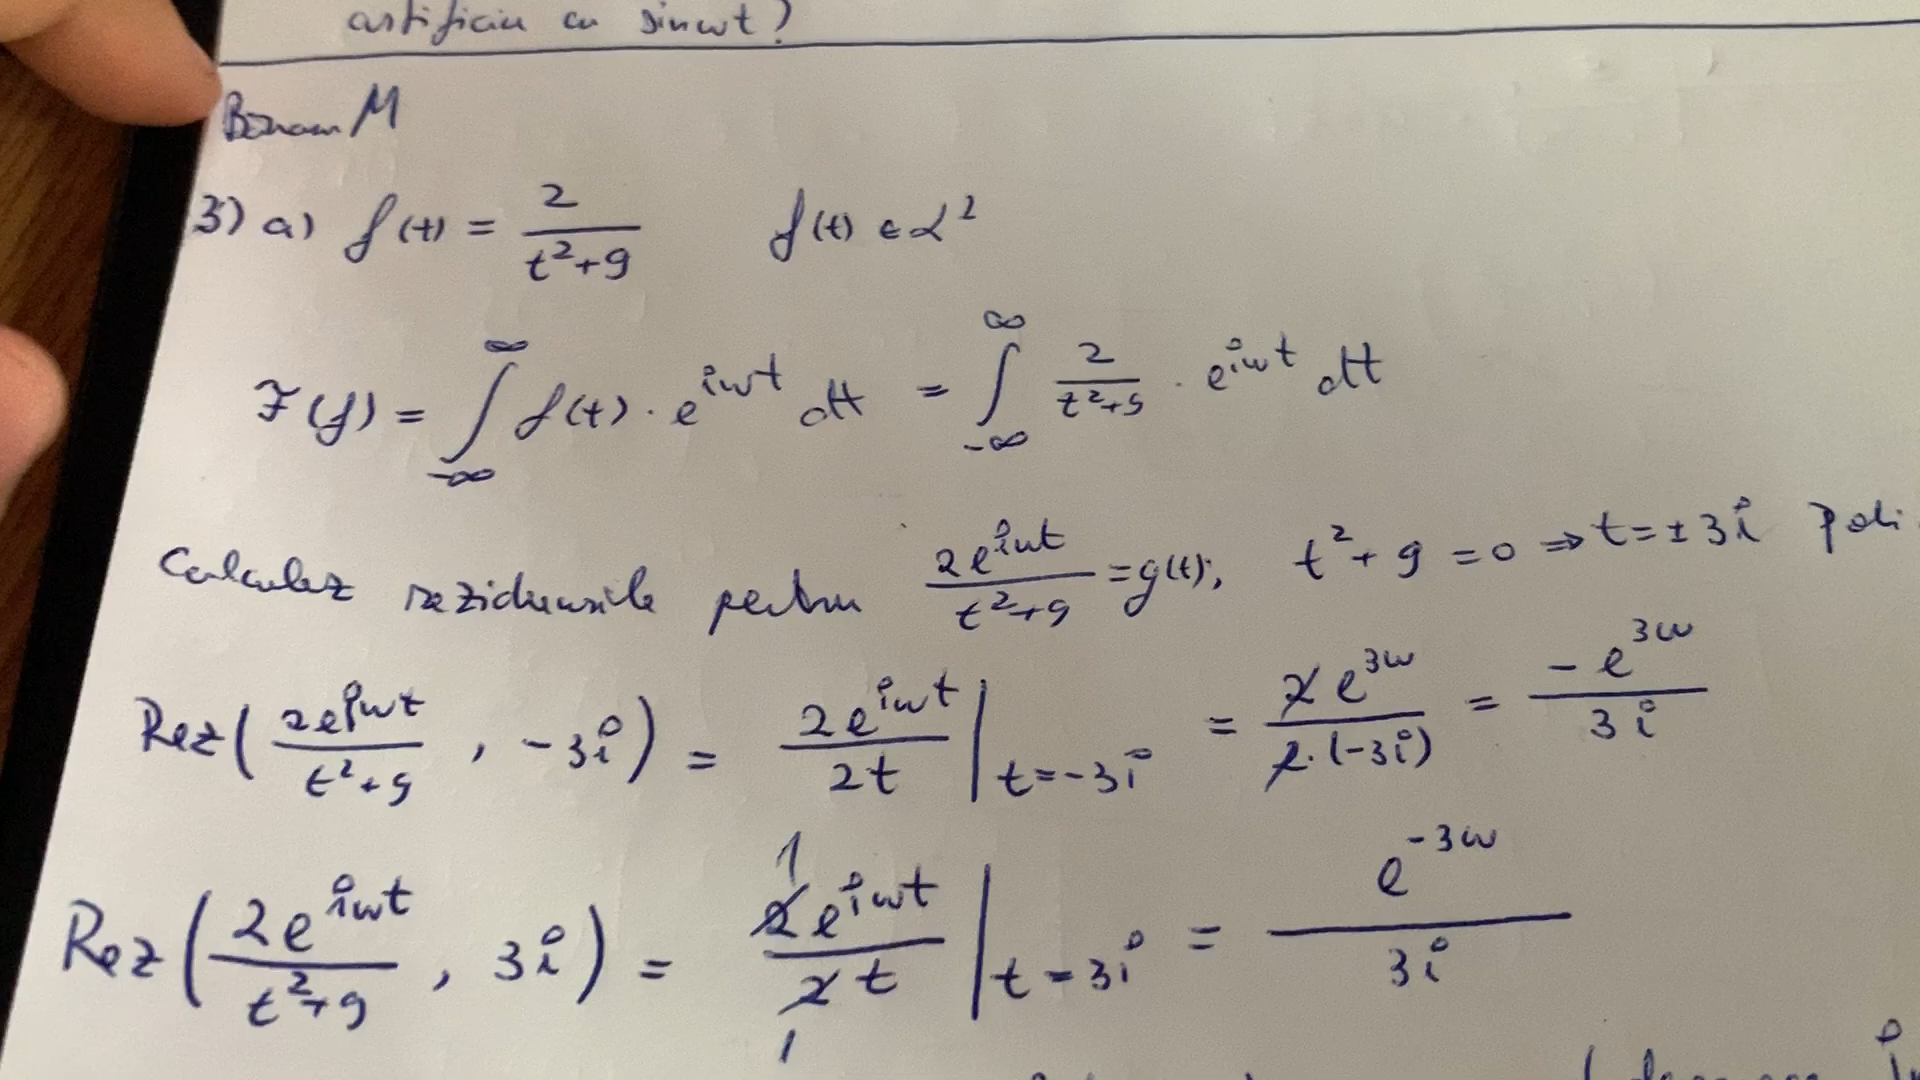 artificiu cu sinωt?
M
3) a) f(t) = 2/(t²+9) f(t) ∈ L²
F(f) = ∫_{-∞}^{∞} f(t) · e^{iωt} dt = ∫_{-∞}^{∞} 2/(t²+9) · e^{iωt} dt
Calculez reziduurile pentru 2e^{iωt}/(t²+9) = g(t); t²+9=0 ⇒ t=±3i poli
Rez(2e^{iωt}/(t²+9), -3i) = 2e^{iωt}/2t |_{t=-3i} = 2e^{3ω}/(2·(-3i)) = -e^{3ω}/3i
Rez(2e^{iωt}/(t²+9), 3i) = 2e^{iωt}/2t |_{t=3i} = e^{-3ω}/3i